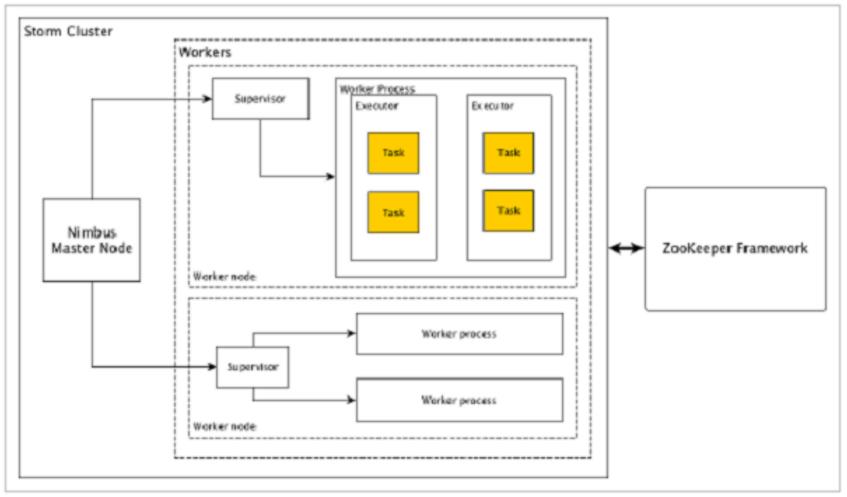 Storm Cluster
Workers
Supervisor
Worker Process
Executor
Executor
Task
Task
Task
Task
Worker node
Nimbus
Master Node
ZooKeeper Framework
Supervisor
Worker process
Worker process
Worker node